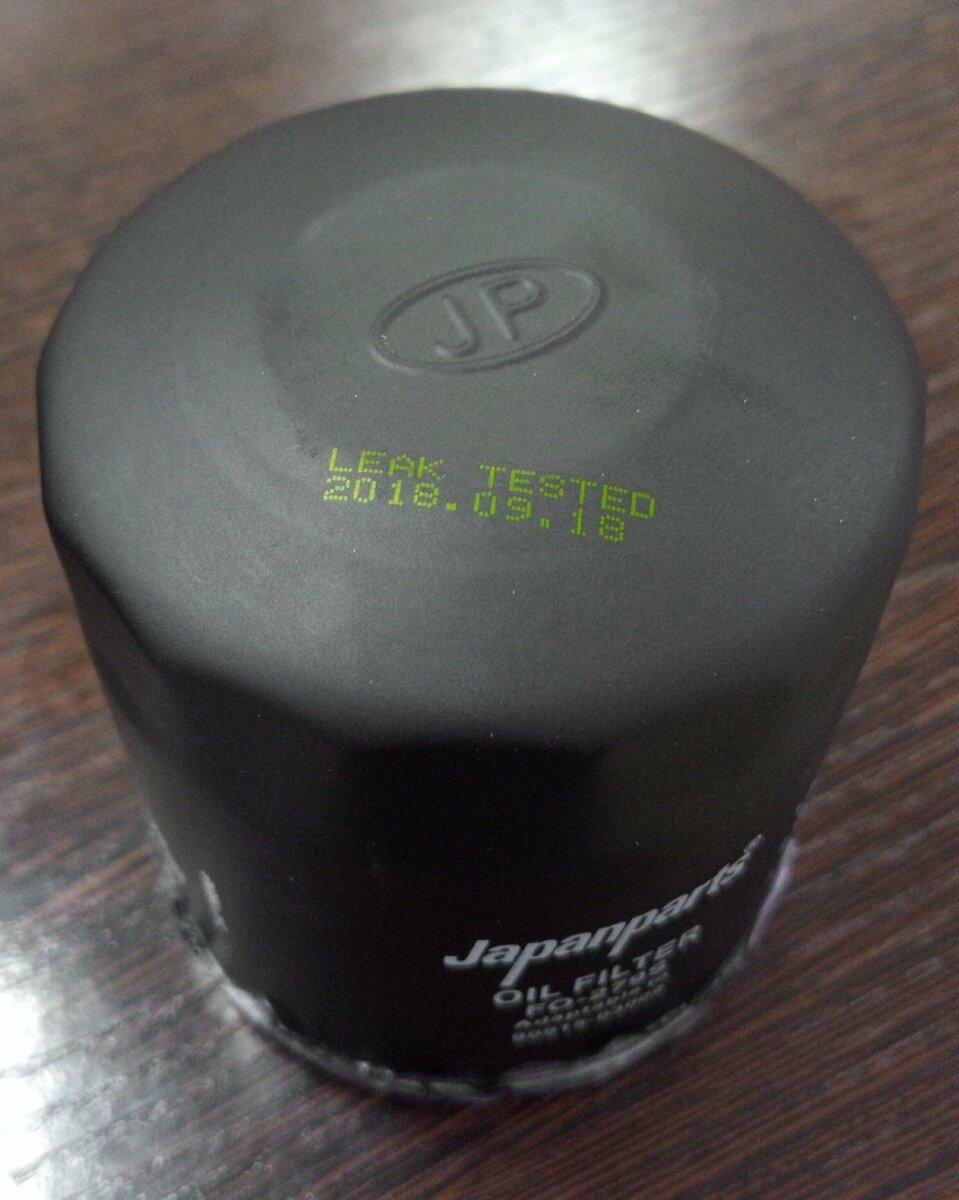 JP
LEAK TESTED
2018.09.18
Japanparts
OIL FILTER